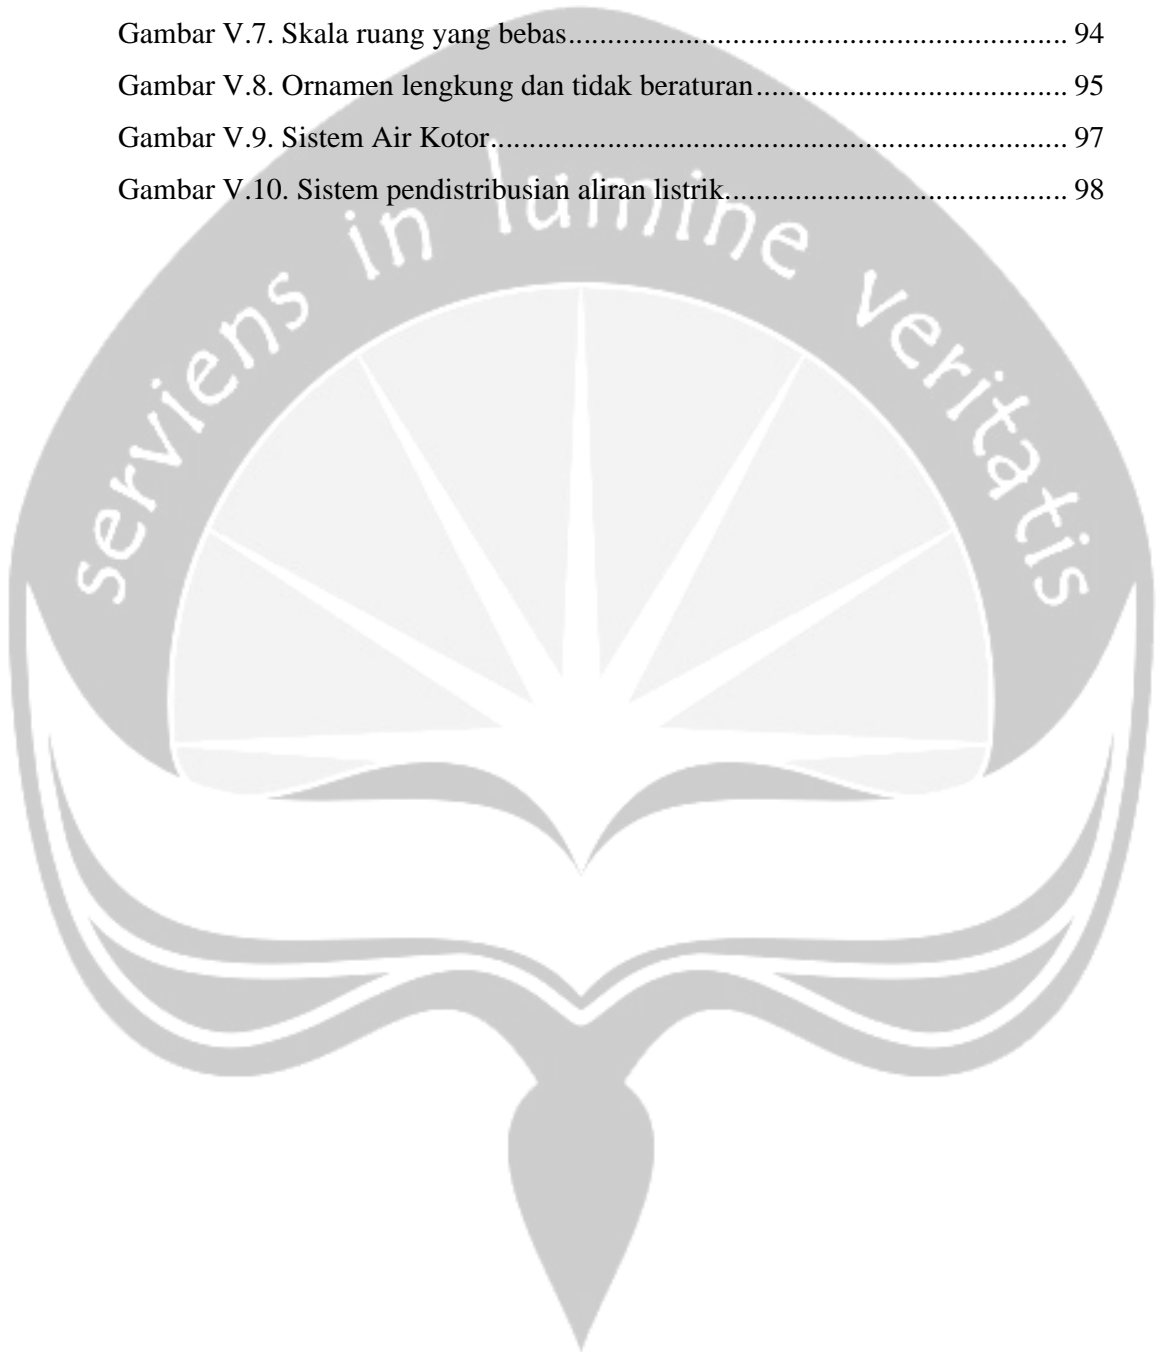 Gambar V.7. Skala ruang yang bebas................................................................ 94
Gambar V.8. Ornamen lengkung dan tidak beraturan........................................ 95
Gambar V.9. Sistem Air Kotor.......................................................................... 97
Gambar V.10. Sistem pendistribusian aliran listrik............................................ 98
serviens in lumine veritatis